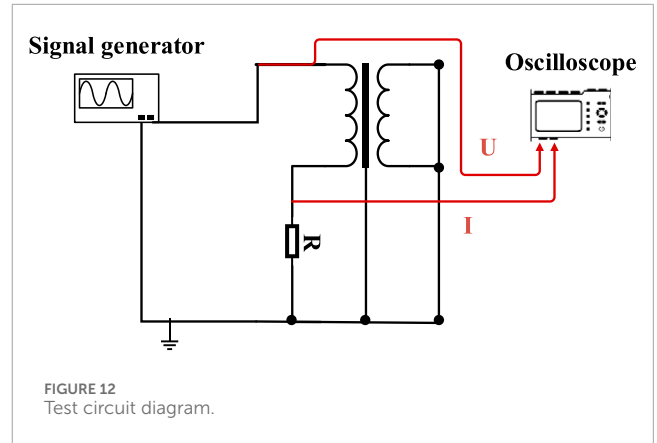 Signal generator
Oscilloscope
U
I
R
FIGURE 12
Test circuit diagram.